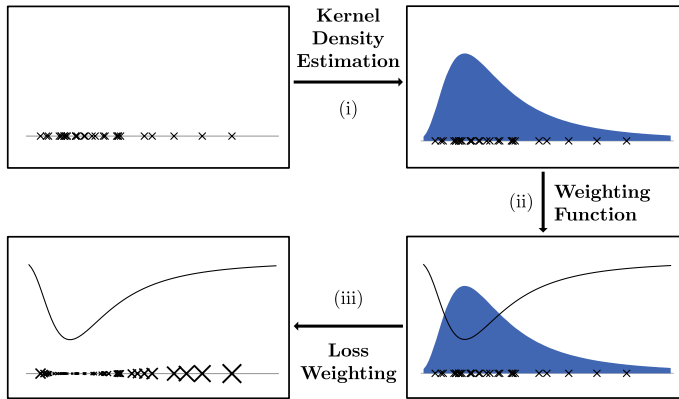 Kernel
Density
Estimation
(i)
(ii)
Weighting
Function
(iii)
Loss
Weighting